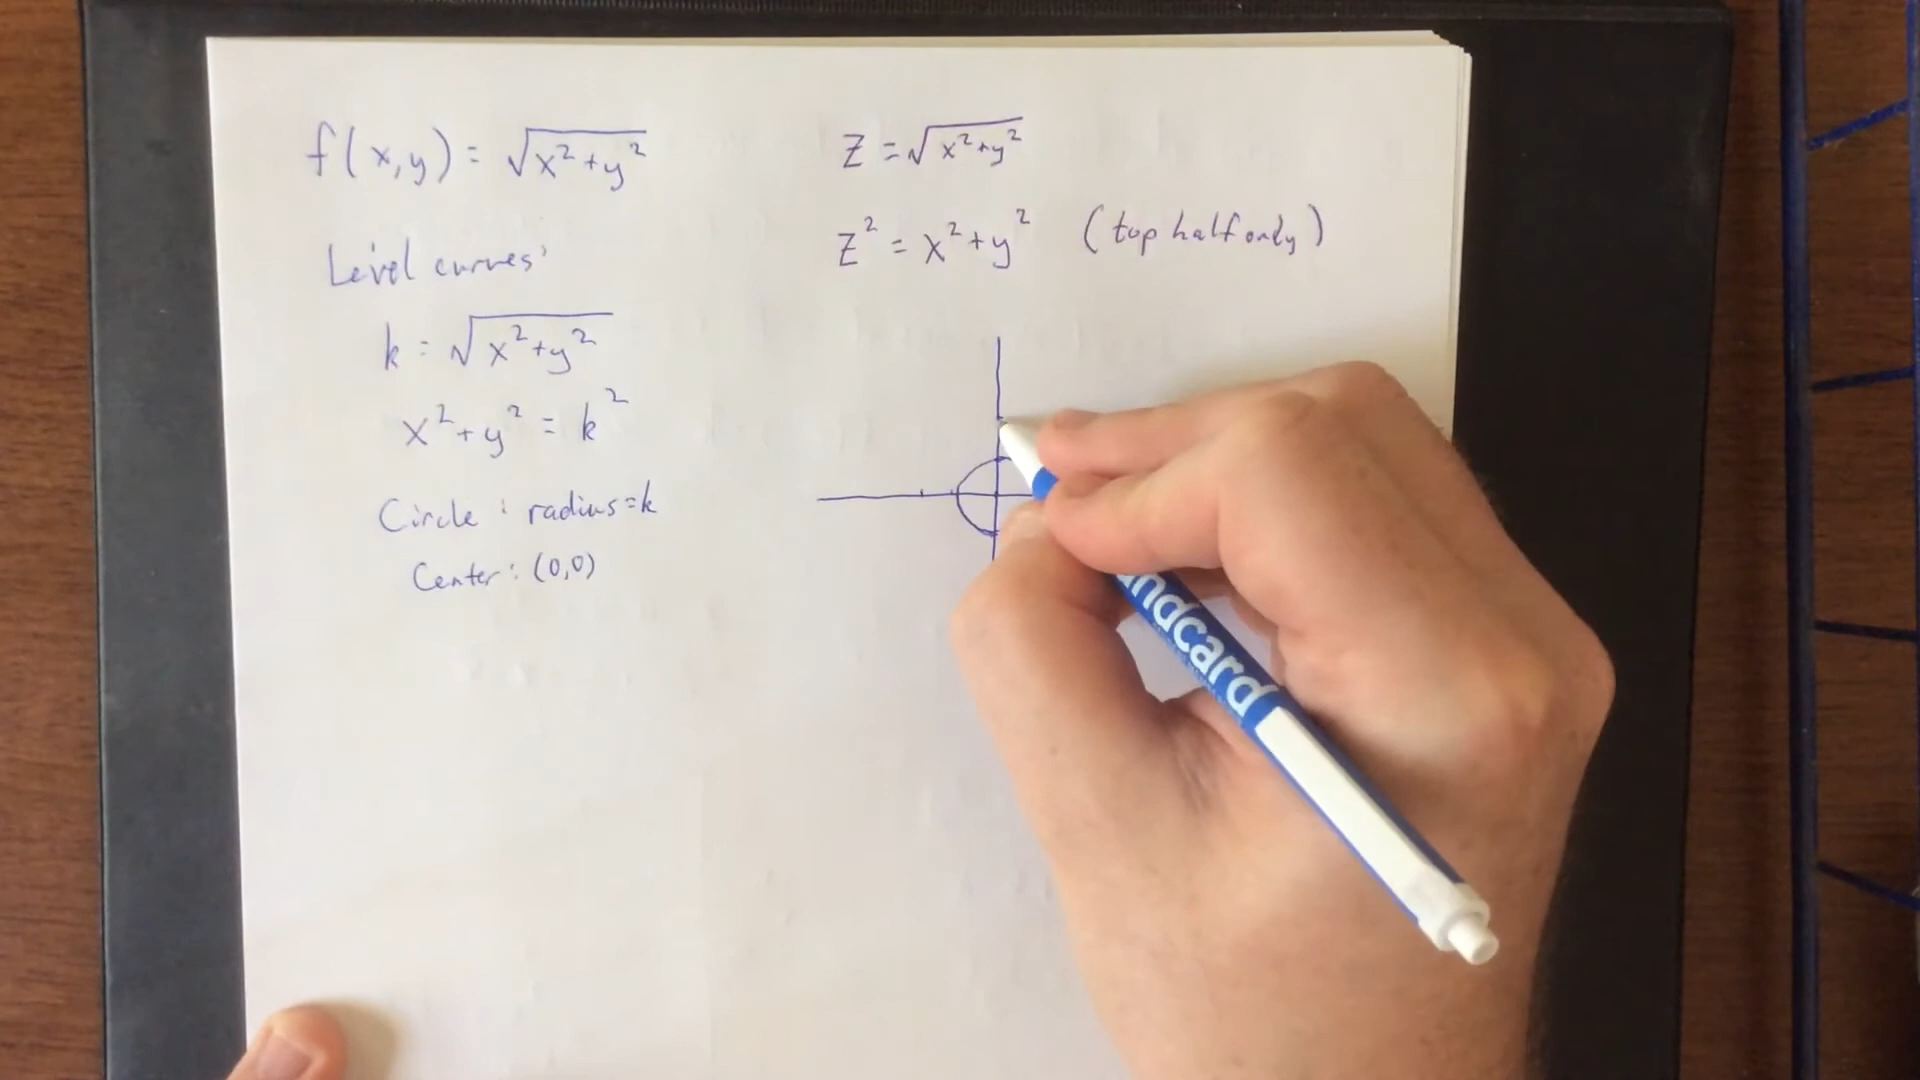 f(x,y) = √x²+y²
Level curves:
k = √x²+y²
x²+y² = k²
Circle : radius=k
Center: (0,0)
z = √x²+y²
z² = x²+y² (top half only)
ndcard